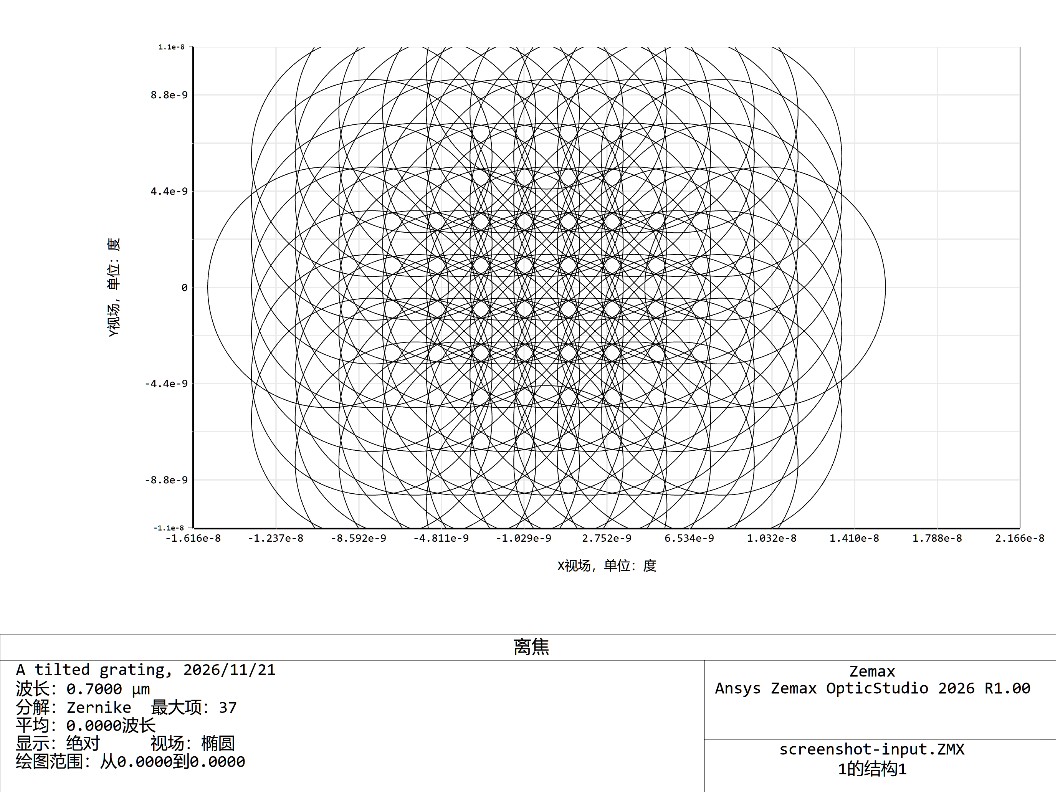 1.1e-8
8.8e-9
4.4e-9
0
-4.4e-9
-8.8e-9
-1.1e-8
Y视场，单位：度
-1.616e-8 -1.237e-8 -8.592e-9 -4.811e-9 -1.029e-9 2.752e-9 6.534e-9 1.032e-8 1.410e-8 1.788e-8 2.166e-8
X视场，单位：度
离焦
A tilted grating, 2026/11/21
波长：0.7000 μm
分解：Zernike 最大项：37
平均：0.0000波长
显示：绝对 视场：椭圆
绘图范围：从0.0000到0.0000
Zemax
Ansys Zemax OpticStudio 2026 R1.00
screenshot-input.ZMX
1的结构1